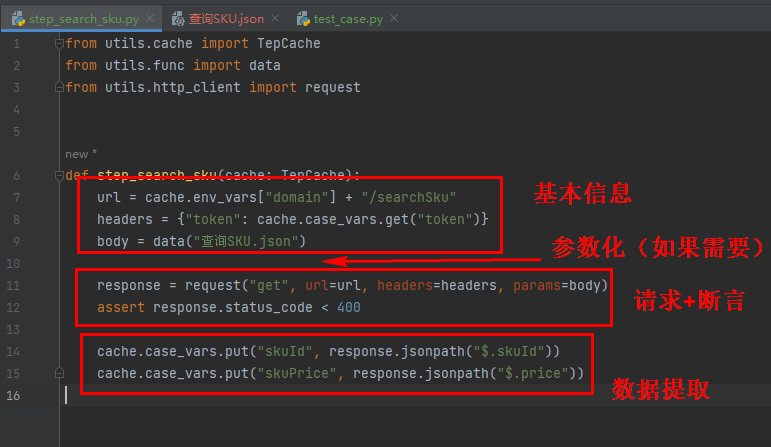 step_search_sku.py 查询SKU.json test_case.py
1 from utils.cache import TepCache
2 from utils.func import data
3 from utils.http_client import request
4
5
new *
6 def step_search_sku(cache: TepCache):
7 url = cache.env_vars["domain"] + "/searchSku" 基本信息
8 headers = {"token": cache.case_vars.get("token")}
9 body = data("查询SKU.json") 参数化（如果需要）
10
11 response = request("get", url=url, headers=headers, params=body) 请求+断言
12 assert response.status_code < 400
13
14 cache.case_vars.put("skuId", response.jsonpath("$.skuId"))
15 cache.case_vars.put("skuPrice", response.jsonpath("$.price")) 数据提取
16